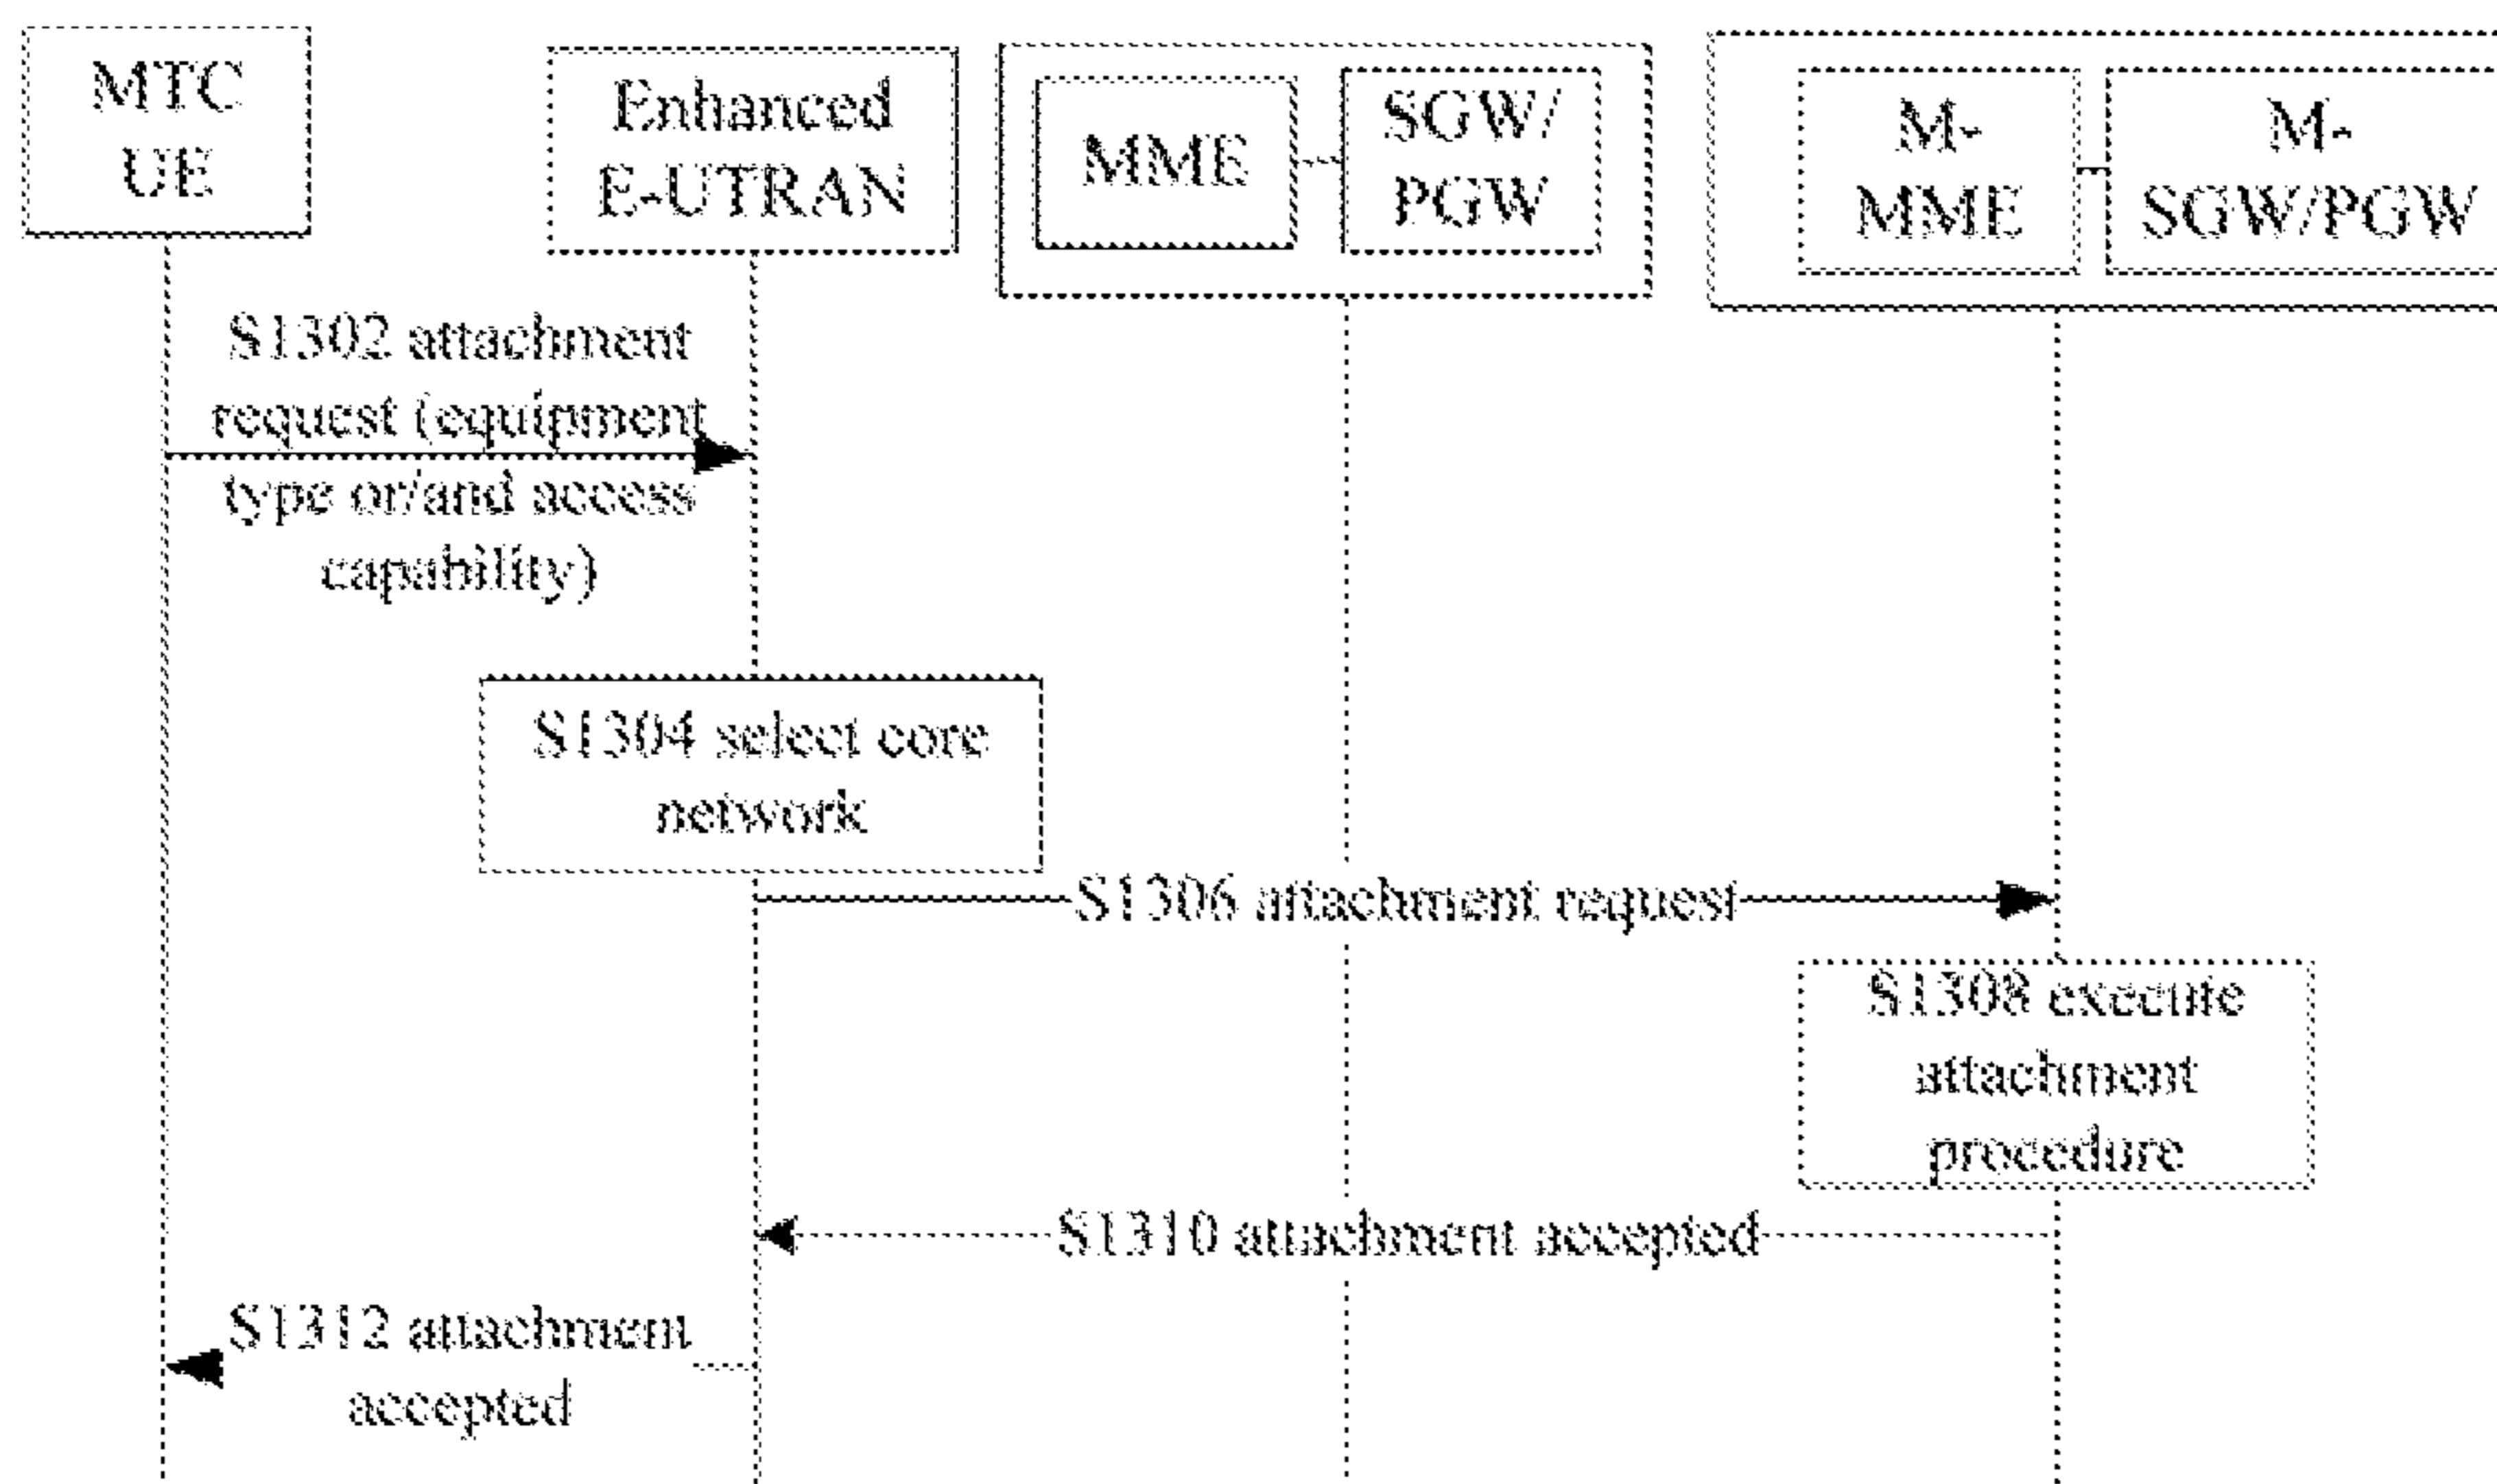 MTC
UE
Enhanced
E-UTRAN
MME
SGW/
PGW
M-
MME
M-
SGW/PGW
S1302 attachment
request (equipment
type or/and access
capability)
S1304 select core
network
S1306 attachment request
S1308 execute
attachment
procedure
S1310 attachment accepted
S1312 attachment
accepted